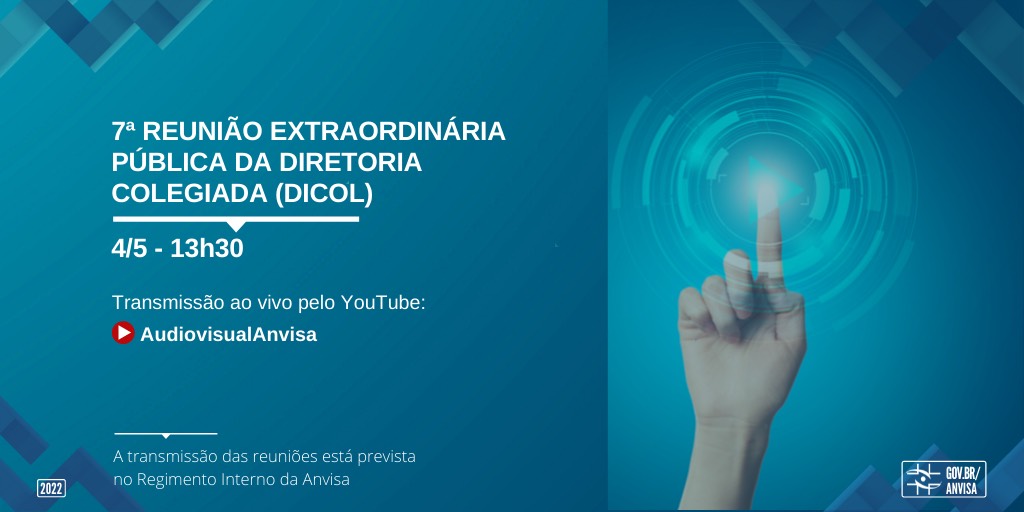 7ª REUNIÃO EXTRAORDINÁRIA
PÚBLICA DA DIRETORIA
COLEGIADA (DICOL)
4/5 - 13h30
Transmissão ao vivo pelo YouTube:
AudiovisualAnvisa
A transmissão das reuniões está prevista
no Regimento Interno da Anvisa
2022
GOV.BR/
ANVISA